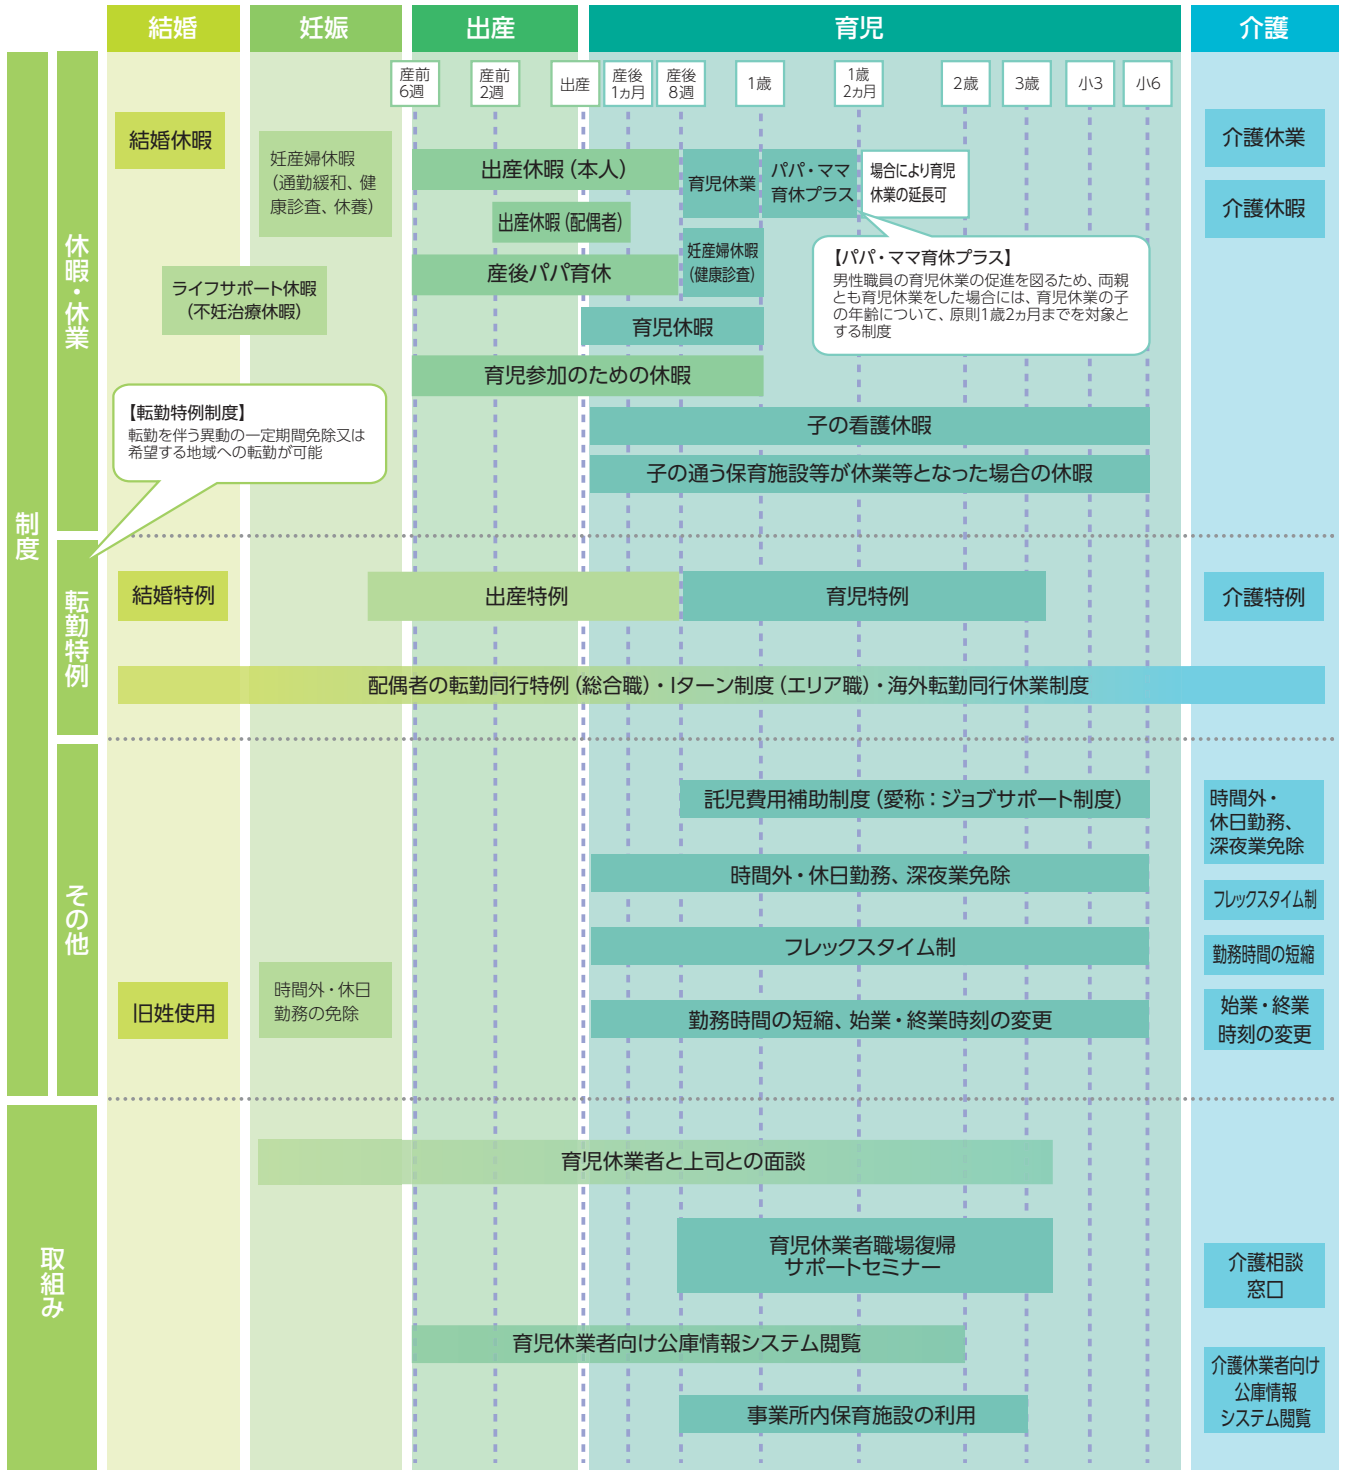 結婚
妊娠
出産
育児
介護
産前
6週
産前
2週
出産
産後
1ヵ月
産後
8週
1歳
1歳
2ヵ月
2歳
3歳
小3
小6
制度
休暇・休業
結婚休暇
妊産婦休暇
（通勤緩和、健
康診査、休養）
出産休暇（本人）
育児休業
パパ・ママ
育休プラス
場合により育児
休業の延長可
介護休業
出産休暇（配偶者）
介護休暇
産後パパ育休
妊産婦休暇
（健康診査）
【パパ・ママ育休プラス】
男性職員の育児休業の促進を図るため、両親
とも育児休業をした場合には、育児休業の子
の年齢について、原則1歳2ヵ月までを対象と
する制度
ライフサポート休暇
（不妊治療休暇）
育児休暇
育児参加のための休暇
【転勤特例制度】
転勤を伴う異動の一定期間免除又は
希望する地域への転勤が可能
子の看護休暇
子の通う保育施設等が休業等となった場合の休暇
転勤特例
結婚特例
出産特例
育児特例
介護特例
配偶者の転勤同行特例（総合職）・Iターン制度（エリア職）・海外転勤同行休業制度
その他
託児費用補助制度（愛称：ジョブサポート制度）
時間外・
休日勤務、
深夜業免除
時間外・休日勤務、深夜業免除
フレックスタイム制
フレックスタイム制
勤務時間の短縮
旧姓使用
時間外・休日
勤務の免除
勤務時間の短縮、始業・終業時刻の変更
始業・終業
時刻の変更
取組み
育児休業者と上司との面談
育児休業者職場復帰
サポートセミナー
介護相談
窓口
育児休業者向け公庫情報システム閲覧
介護休業者向け
公庫情報
システム閲覧
事業所内保育施設の利用